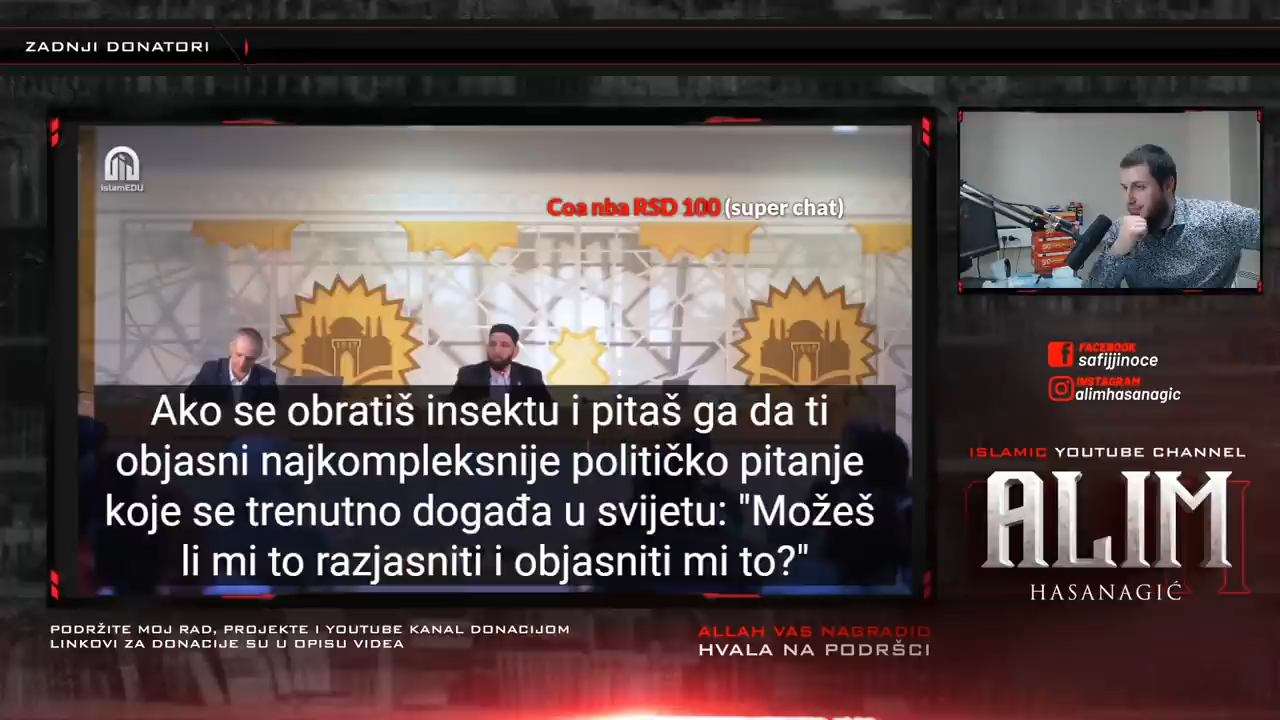 ZADNJI DONATORI
IslamEDU
Coa nba RSD 100 (super chat)
Ako se obratiš insektu i pitaš ga da ti
objasni najkompleksnije političko pitanje
koje se trenutno događa u svijetu: "Možeš
li mi to razjasniti i objasniti mi to?"
FACEBOOK
safijjinoce
INSTAGRAM
alimhasanagic
ISLAMIC YOUTUBE CHANNEL
ALIM
HASANAGIĆ
PODRŽITE MOJ RAD, PROJEKTE I YOUTUBE KANAL DONACIJOM
LINKOVI ZA DONACIJE SU U OPISU VIDEA
ALLAH VAS NAGRADIO
HVALA NA PODRŠCI